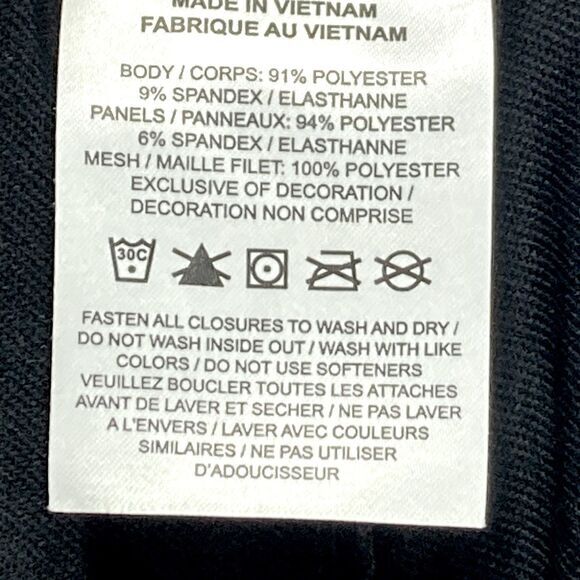 MADE IN VIETNAM
FABRIQUE AU VIETNAM
BODY / CORPS: 91% POLYESTER
9% SPANDEX / ELASTHANNE
PANELS / PANNEAUX: 94% POLYESTER
6% SPANDEX / ELASTHANNE
MESH / MAILLE FILET: 100% POLYESTER
EXCLUSIVE OF DECORATION /
DECORATION NON COMPRISE
30C
FASTEN ALL CLOSURES TO WASH AND DRY /
DO NOT WASH INSIDE OUT / WASH WITH LIKE
COLORS / DO NOT USE SOFTENERS
VEUILLEZ BOUCLER TOUTES LES ATTACHES
AVANT DE LAVER ET SECHER / NE PAS LAVER
A L'ENVERS / LAVER AVEC COULEURS
SIMILAIRES / NE PAS UTILISER
D'ADOUCISSEUR